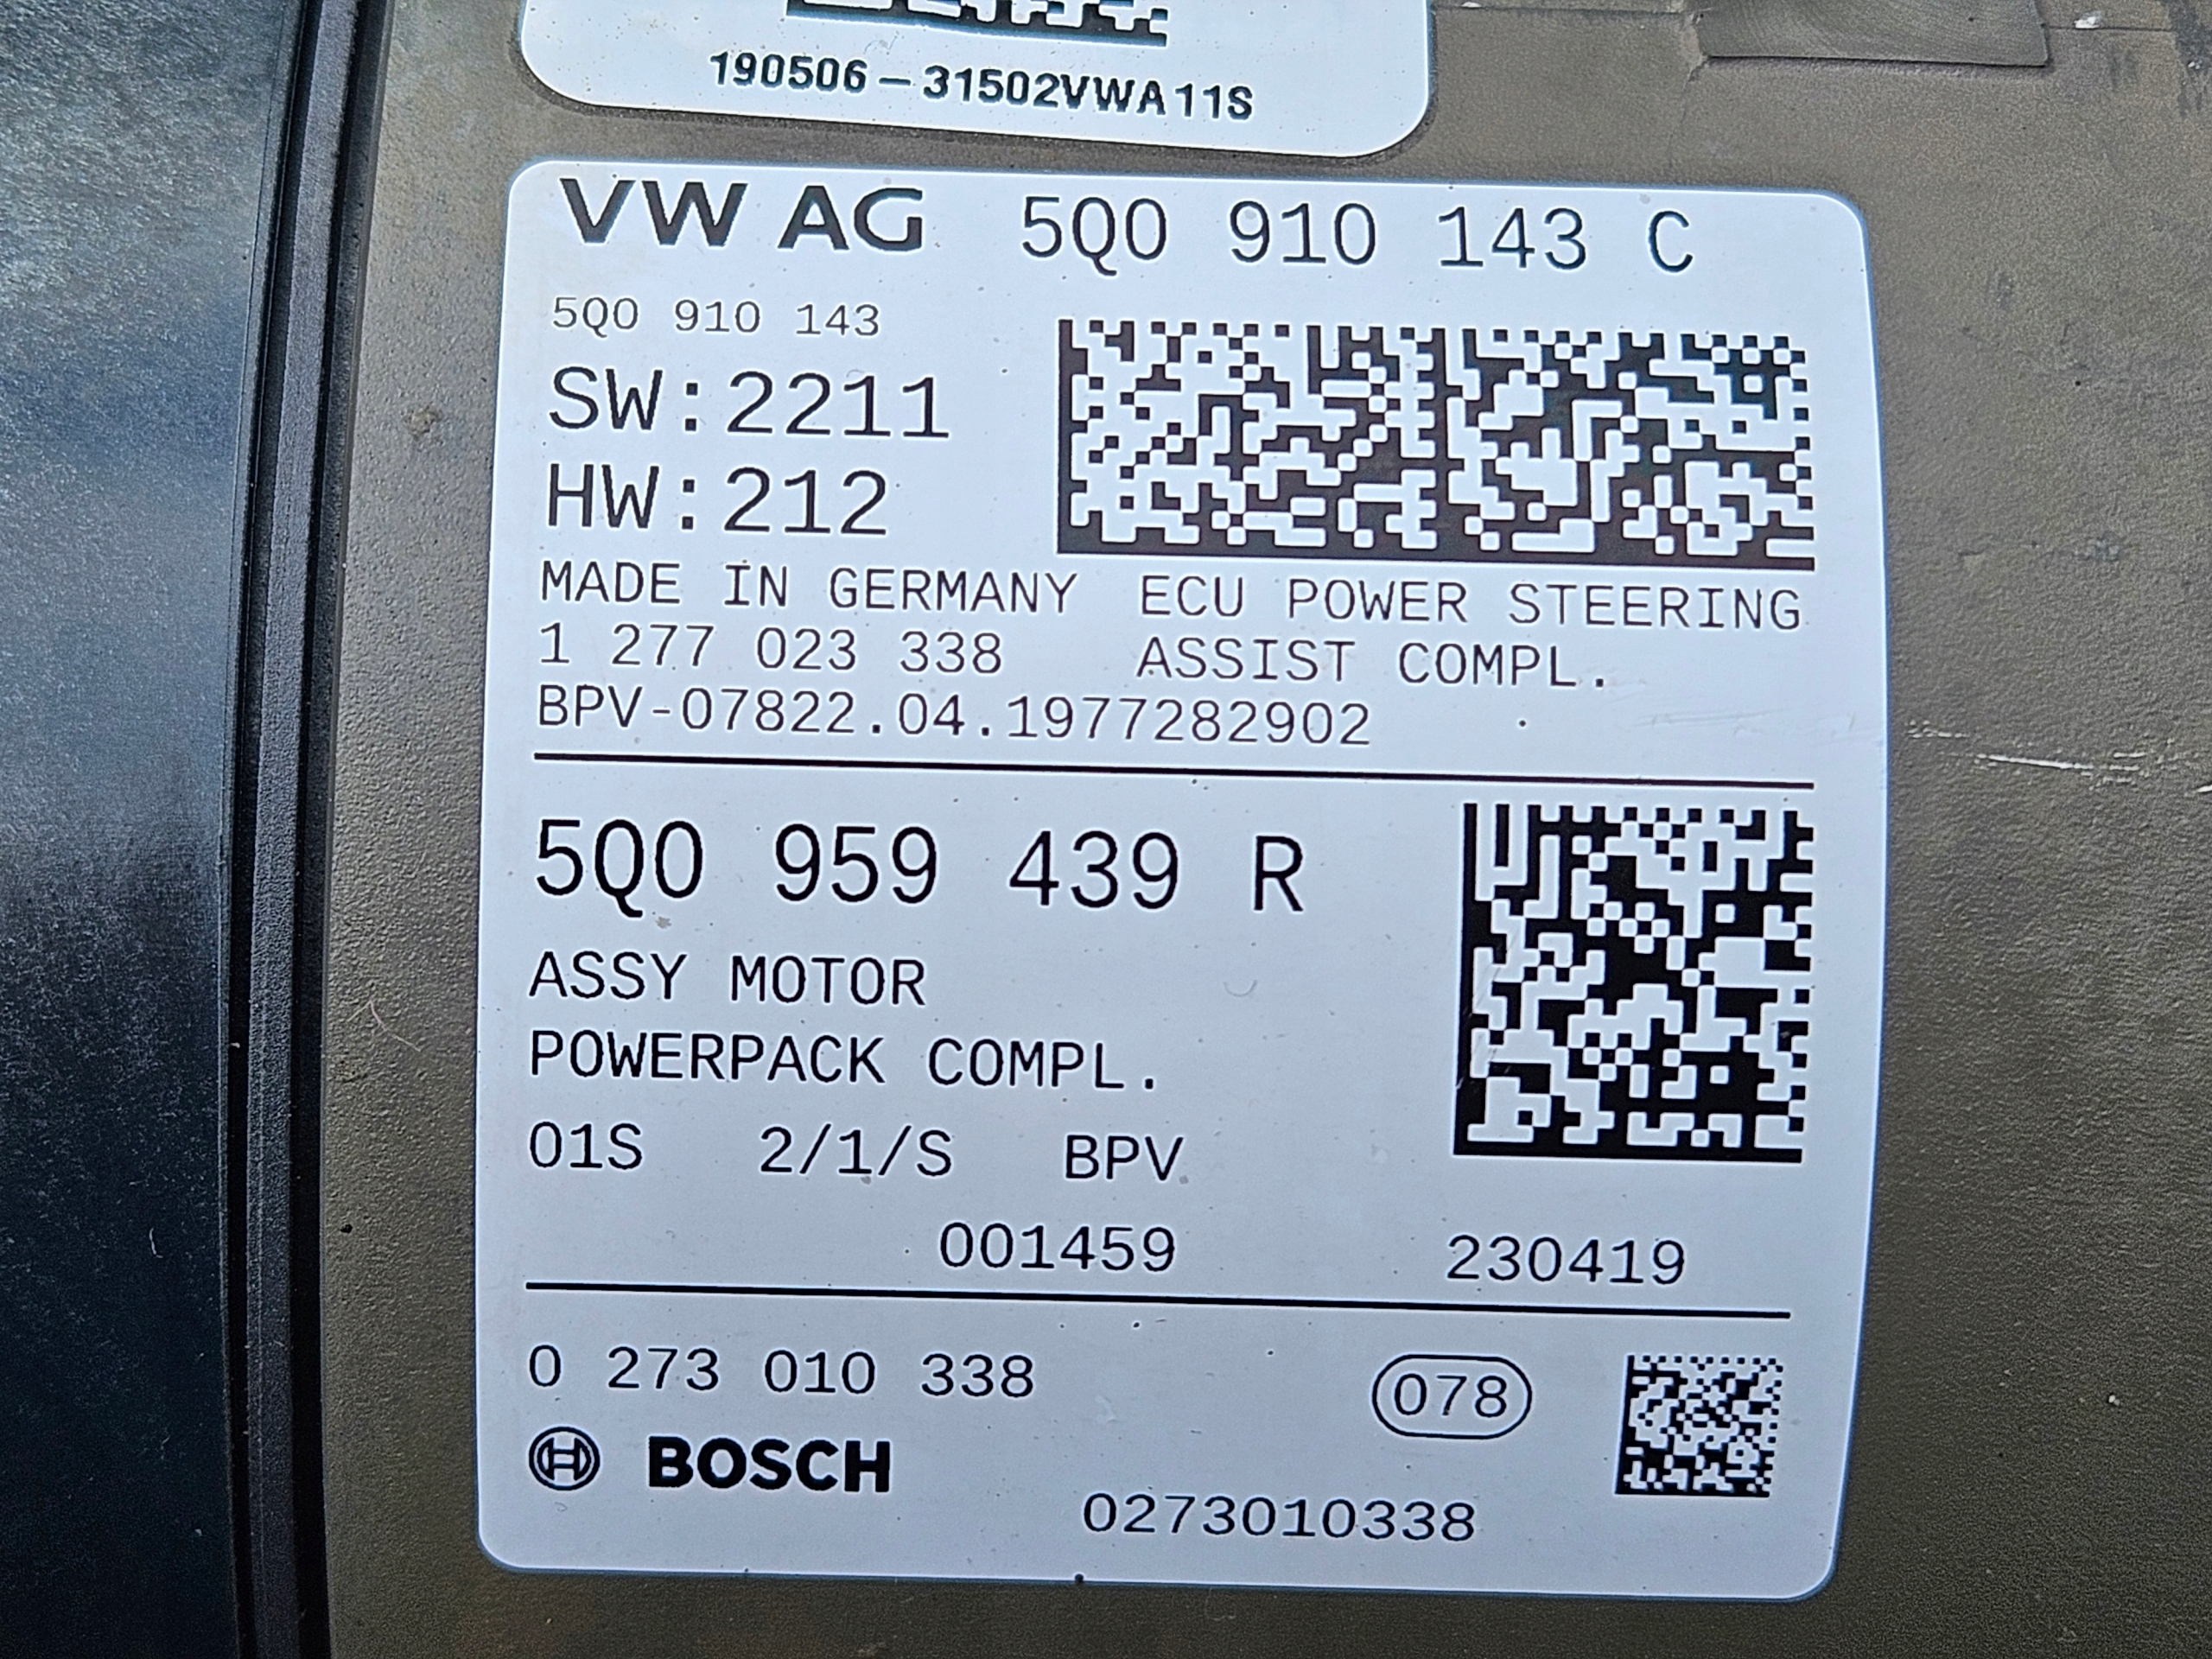 190506-31502VWA11S
VW AG 5Q0 910 143 C
5Q0 910 143
SW:2211
HW:212
MADE IN GERMANY ECU POWER STEERING
1 277 023 338 ASSIST COMPL.
BPV-07822.04.1977282902
5Q0 959 439 R
ASSY MOTOR
POWERPACK COMPL.
01S 2/1/S BPV
001459 230419
0 273 010 338 078
BOSCH
0273010338